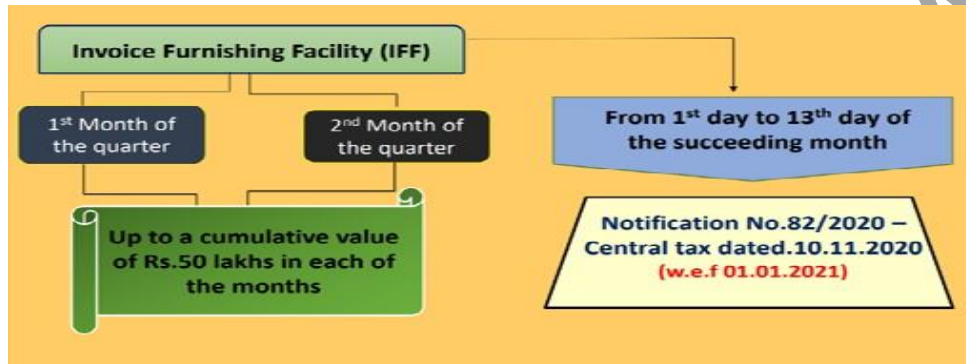 Invoice Furnishing Facility (IFF)
1st Month of
the quarter
2nd Month of
the quarter
Up to a cumulative value
of Rs.50 lakhs in each of
the months
From 1st day to 13th day of
the succeeding month
Notification No.82/2020 –
Central tax dated.10.11.2020
(w.e.f 01.01.2021)